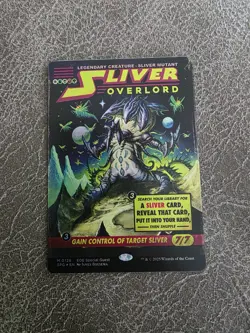 LEGENDARY CREATURE - SLIVER MUTANT
SLIVER
OVERLORD
3
SEARCH YOUR LIBRARY FOR
A SLIVER CARD,
REVEAL THAT CARD,
PUT IT INTO YOUR HAND,
THEN SHUFFLE
3
GAIN CONTROL OF TARGET SLIVER
7/7